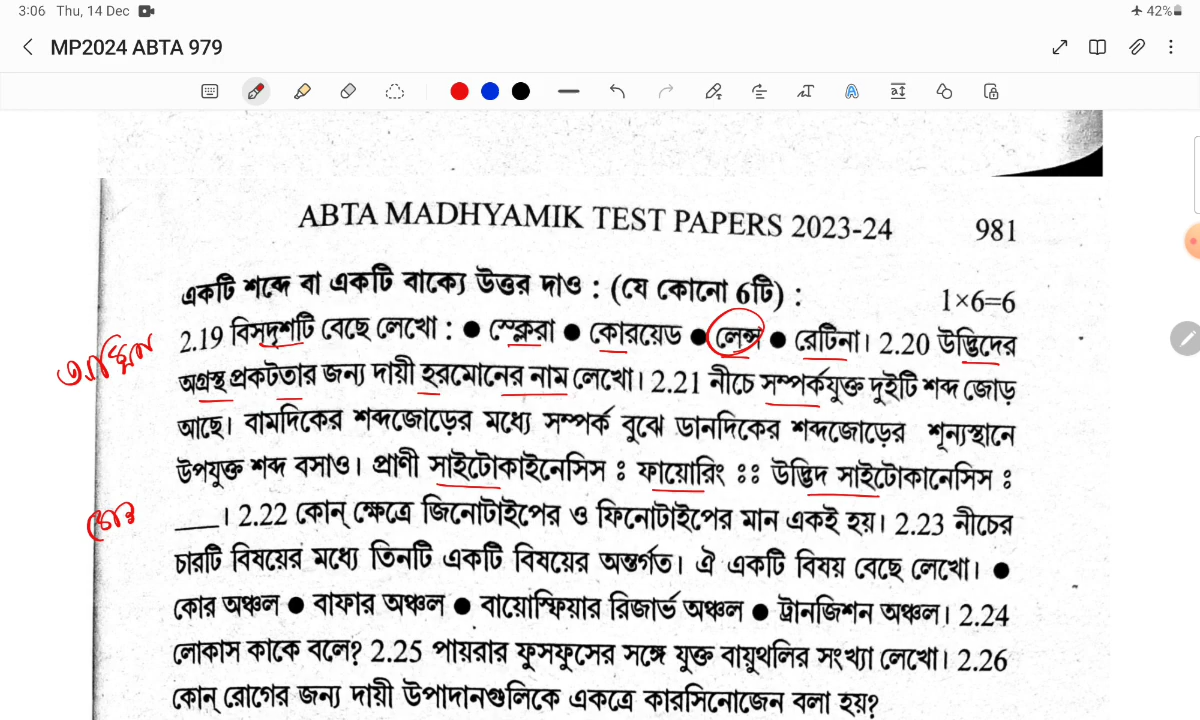 3:06 Thu, 14 Dec
42%
MP2024 ABTA 979
ABTA MADHYAMIK TEST PAPERS 2023-24 981
একটি শব্দে বা একটি বাক্যে উত্তর দাও : (যে কোনো 6টি) : 1×6=6
2.19 বিসদৃশটি বেছে লেখো : ● স্ক্লেরা ● কোরয়েড ● লেন্স ● রেটিনা। 2.20 উদ্ভিদের
অক্সিন
অগ্রস্থ প্রকটতার জন্য দায়ী হরমোনের নাম লেখো। 2.21 নীচে সম্পর্কযুক্ত দুইটি শব্দ জোড়
আছে। বামদিকের শব্দজোড়ের মধ্যে সম্পর্ক বুঝে ডানদিকের শব্দজোড়ের শূন্যস্থানে
উপযুক্ত শব্দ বসাও। প্রাণী সাইটোকাইনেসিস : ফায়োরিং :: উদ্ভিদ সাইটোকানেসিস :
___। 2.22 কোন্ ক্ষেত্রে জিনোটাইপের ও ফিনোটাইপের মান একই হয়। 2.23 নীচের
চারটি বিষয়ের মধ্যে তিনটি একটি বিষয়ের অন্তর্গত। ঐ একটি বিষয় বেছে লেখো। ●
কোর অঞ্চল ● বাফার অঞ্চল ● বায়োস্ফিয়ার রিজার্ভ অঞ্চল ● ট্রানজিশন অঞ্চল। 2.24
লোকাস কাকে বলে? 2.25 পায়রার ফুসফুসের সঙ্গে যুক্ত বায়ুথলির সংখ্যা লেখো। 2.26
কোন্ রোগের জন্য দায়ী উপাদানগুলিকে একত্রে কারসিনোজেন বলা হয়?